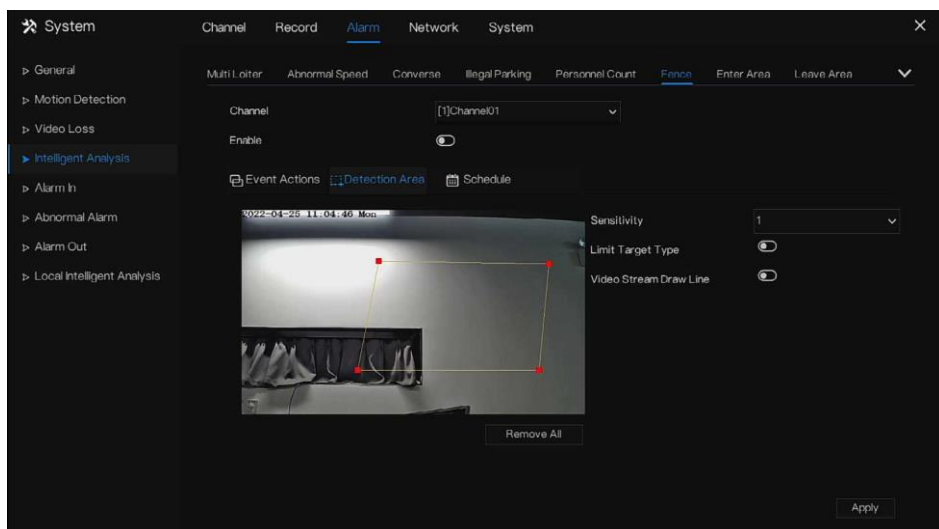 System
Channel Record Alarm Network System
General
Motion Detection
Video Loss
Intelligent Analysis
Alarm In
Abnormal Alarm
Alarm Out
Local Intelligent Analysis
Multi Loiter Abnormal Speed Converse Illegal Parking Personnel Count Fence Enter Area Leave Area
Channel [1]Channel01
Enable
Event Actions Detection Area Schedule
2022-04-25 11:04:46 Mon
Sensitivity 1
Limit Target Type
Video Stream Draw Line
Remove All
Apply